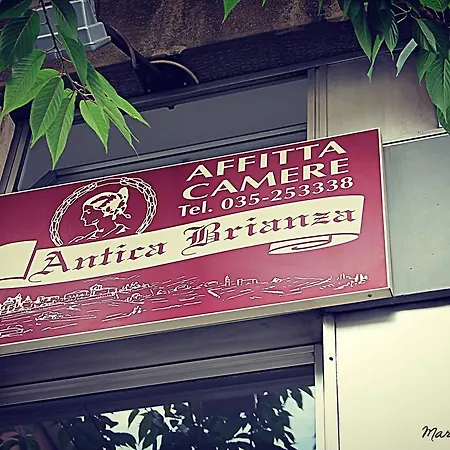 AFFITTA
CAMERE
Tel. 035-253338
Antica Brianza